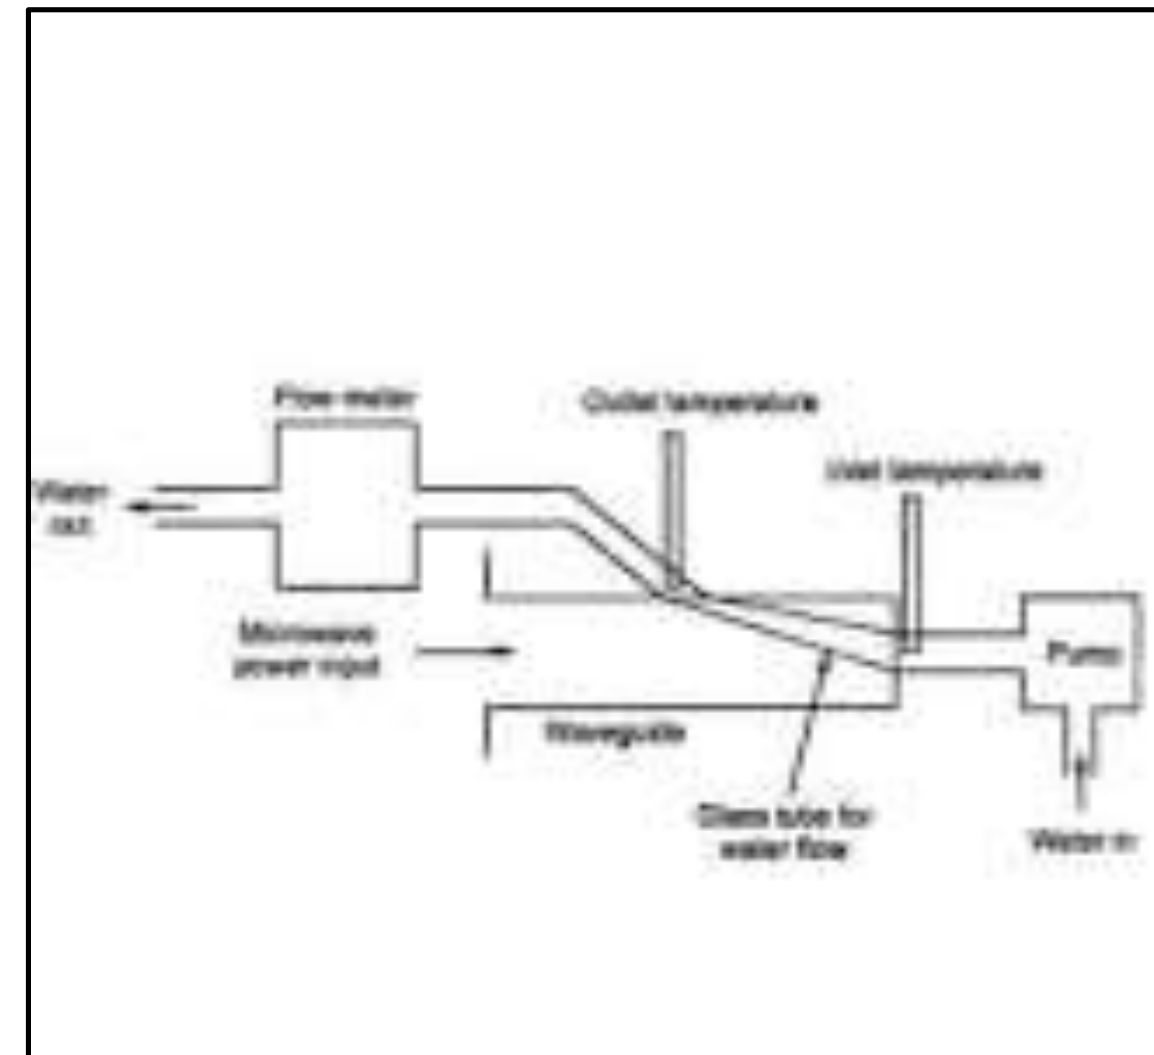 Flow meter
Outlet temperature
Inlet temperature
Water
out
Microwave
power input
Pump
Waveguide
Glass tube for
water flow
Water in